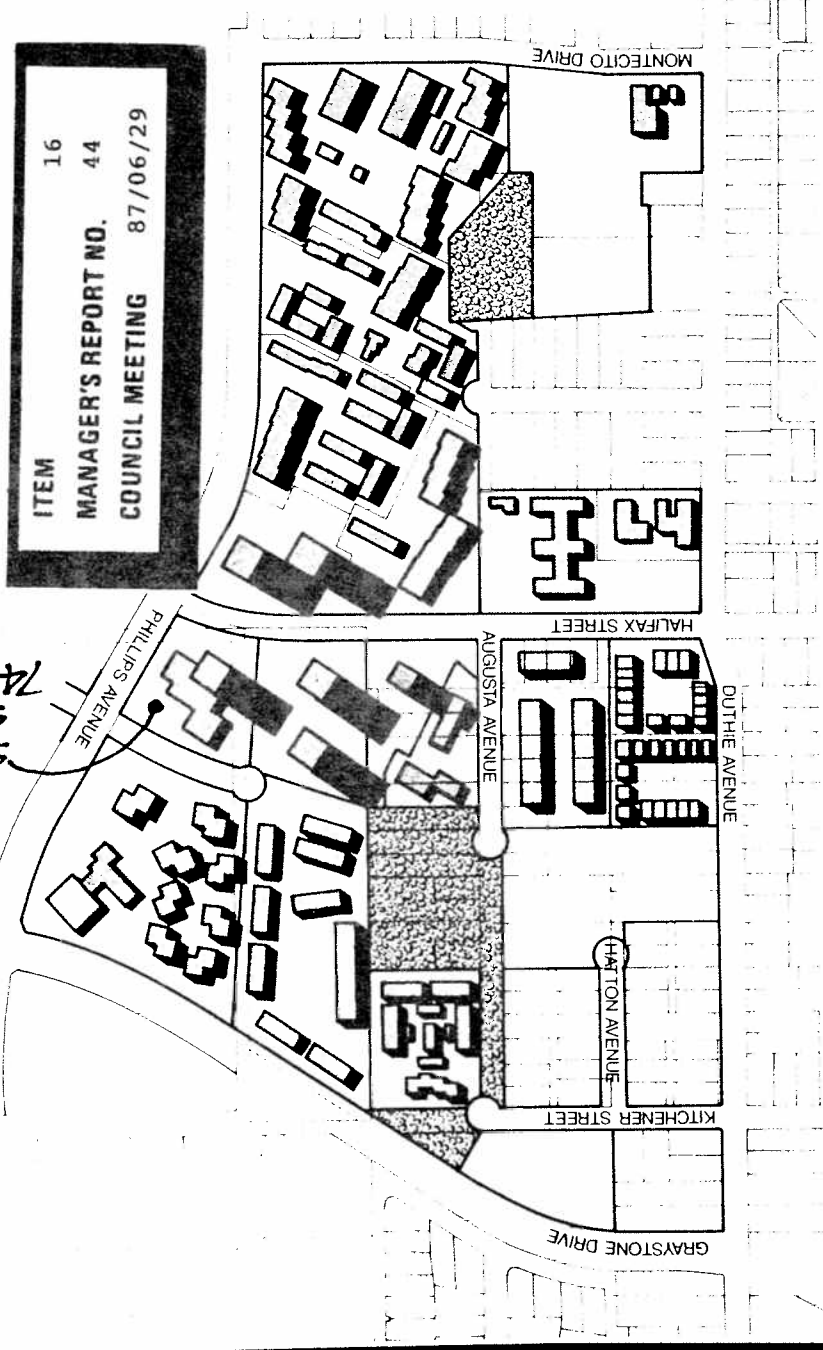 ITEM 16
MANAGER'S REPORT NO. 44
COUNCIL MEETING 87/06/29
MONTECITO DRIVE
PHILLIPS AVENUE
HALIFAX STREET
AUGUSTA AVENUE
DUTHIE AVENUE
HATTON AVENUE
KITCHENER STREET
GRAYSTONE DRIVE
74